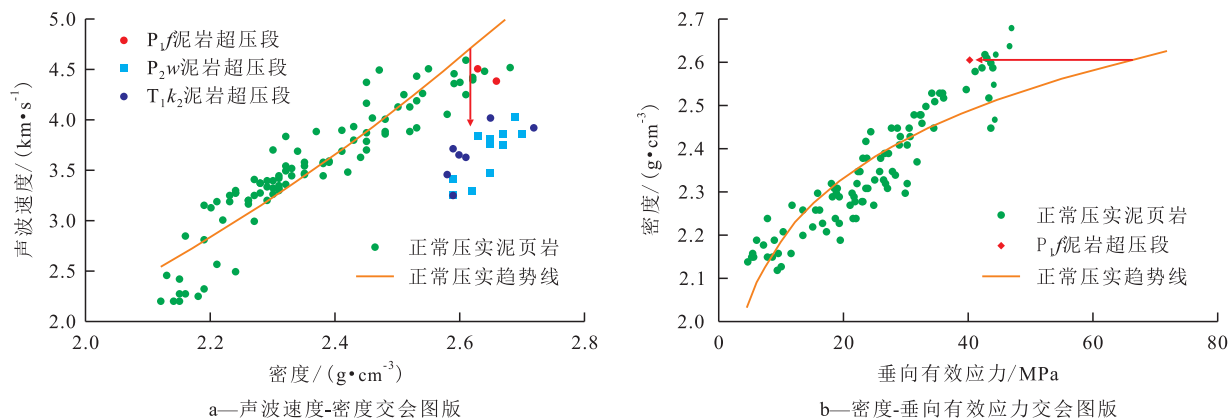 5.0
4.5
4.0
3.5
3.0
2.5
2.0
声波速度/(km•s⁻¹)
P₁f泥岩超压段
P₂w泥岩超压段
T₁k₂泥岩超压段
正常压实泥页岩
正常压实趋势线
2.0 2.2 2.4 2.6 2.8
密度/(g•cm⁻³)
a—声波速度-密度交会图版
2.7
2.6
2.5
2.4
2.3
2.2
2.1
2.0
密度/(g•cm⁻³)
正常压实泥页岩
P₁f泥岩超压段
正常压实趋势线
0 20 40 60 80
垂向有效应力/MPa
b—密度-垂向有效应力交会图版